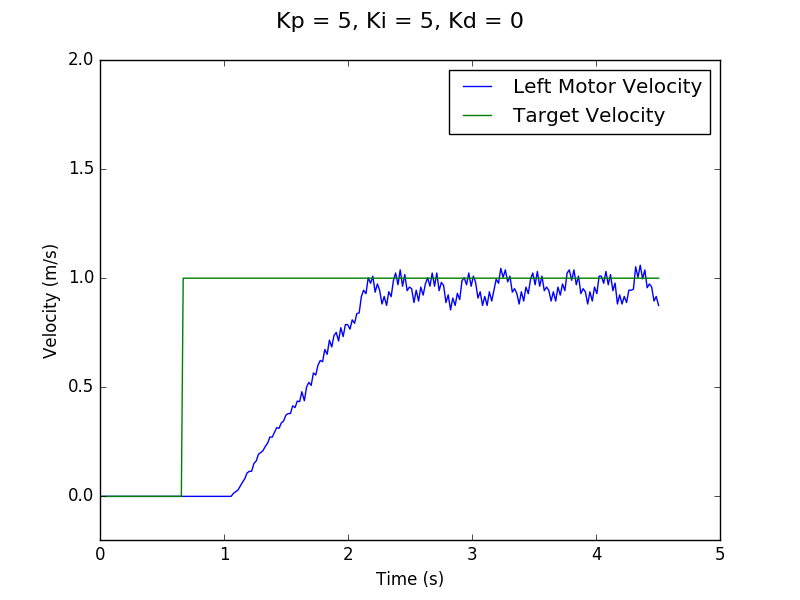 Kp = 5, Ki = 5, Kd = 0
2.0
Left Motor Velocity
Target Velocity
1.5
1.0
0.5
0.0
Velocity (m/s)
0 1 2 3 4 5
Time (s)